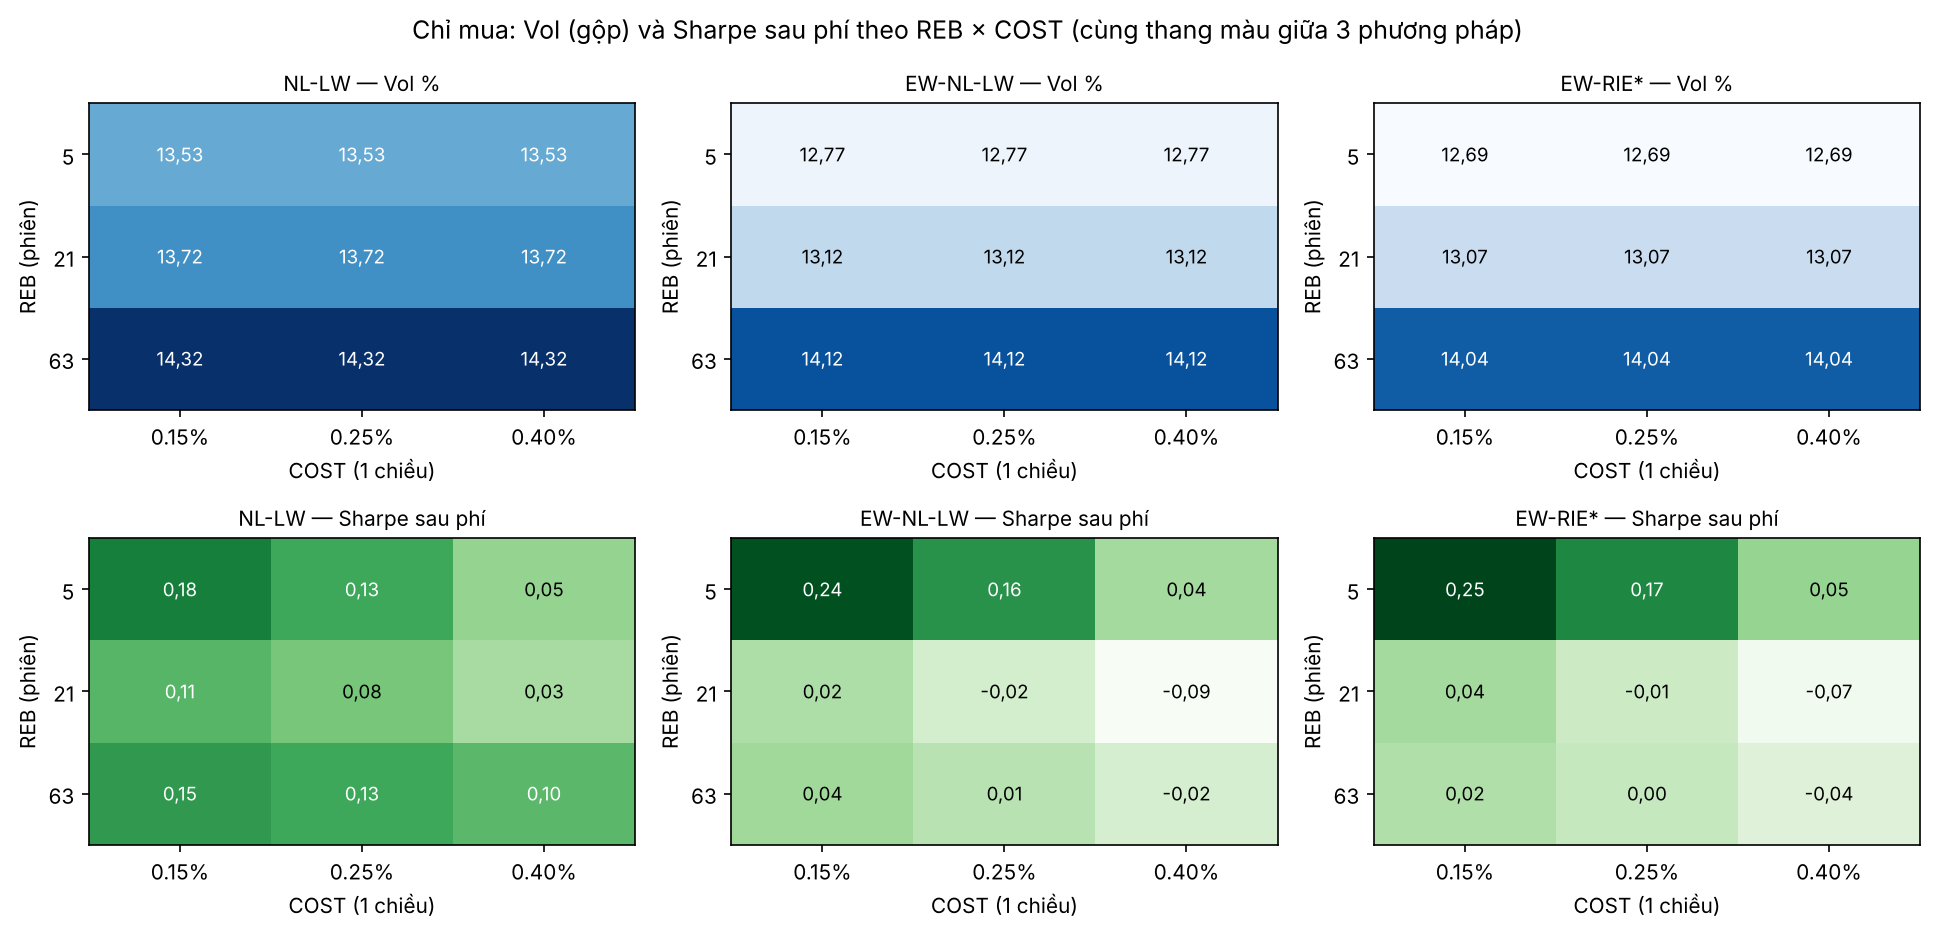 Chỉ mua: Vol (gộp) và Sharpe sau phí theo REB × COST (cùng thang màu giữa 3 phương pháp)
NL-LW — Vol %
REB (phiên)
5 13,53 13,53 13,53
21 13,72 13,72 13,72
63 14,32 14,32 14,32
0.15% 0.25% 0.40%
COST (1 chiều)
EW-NL-LW — Vol %
REB (phiên)
5 12,77 12,77 12,77
21 13,12 13,12 13,12
63 14,12 14,12 14,12
0.15% 0.25% 0.40%
COST (1 chiều)
EW-RIE* — Vol %
REB (phiên)
5 12,69 12,69 12,69
21 13,07 13,07 13,07
63 14,04 14,04 14,04
0.15% 0.25% 0.40%
COST (1 chiều)
NL-LW — Sharpe sau phí
REB (phiên)
5 0,18 0,13 0,05
21 0,11 0,08 0,03
63 0,15 0,13 0,10
0.15% 0.25% 0.40%
COST (1 chiều)
EW-NL-LW — Sharpe sau phí
REB (phiên)
5 0,24 0,16 0,04
21 0,02 -0,02 -0,09
63 0,04 0,01 -0,02
0.15% 0.25% 0.40%
COST (1 chiều)
EW-RIE* — Sharpe sau phí
REB (phiên)
5 0,25 0,17 0,05
21 0,04 -0,01 -0,07
63 0,02 0,00 -0,04
0.15% 0.25% 0.40%
COST (1 chiều)